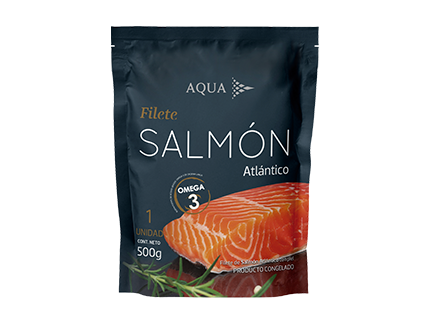 AQUA
Filete
SALMÓN
Atlántico
OMEGA
3
1
UNIDAD
CONT. NETO
500g
PRODUCTO CONGELADO